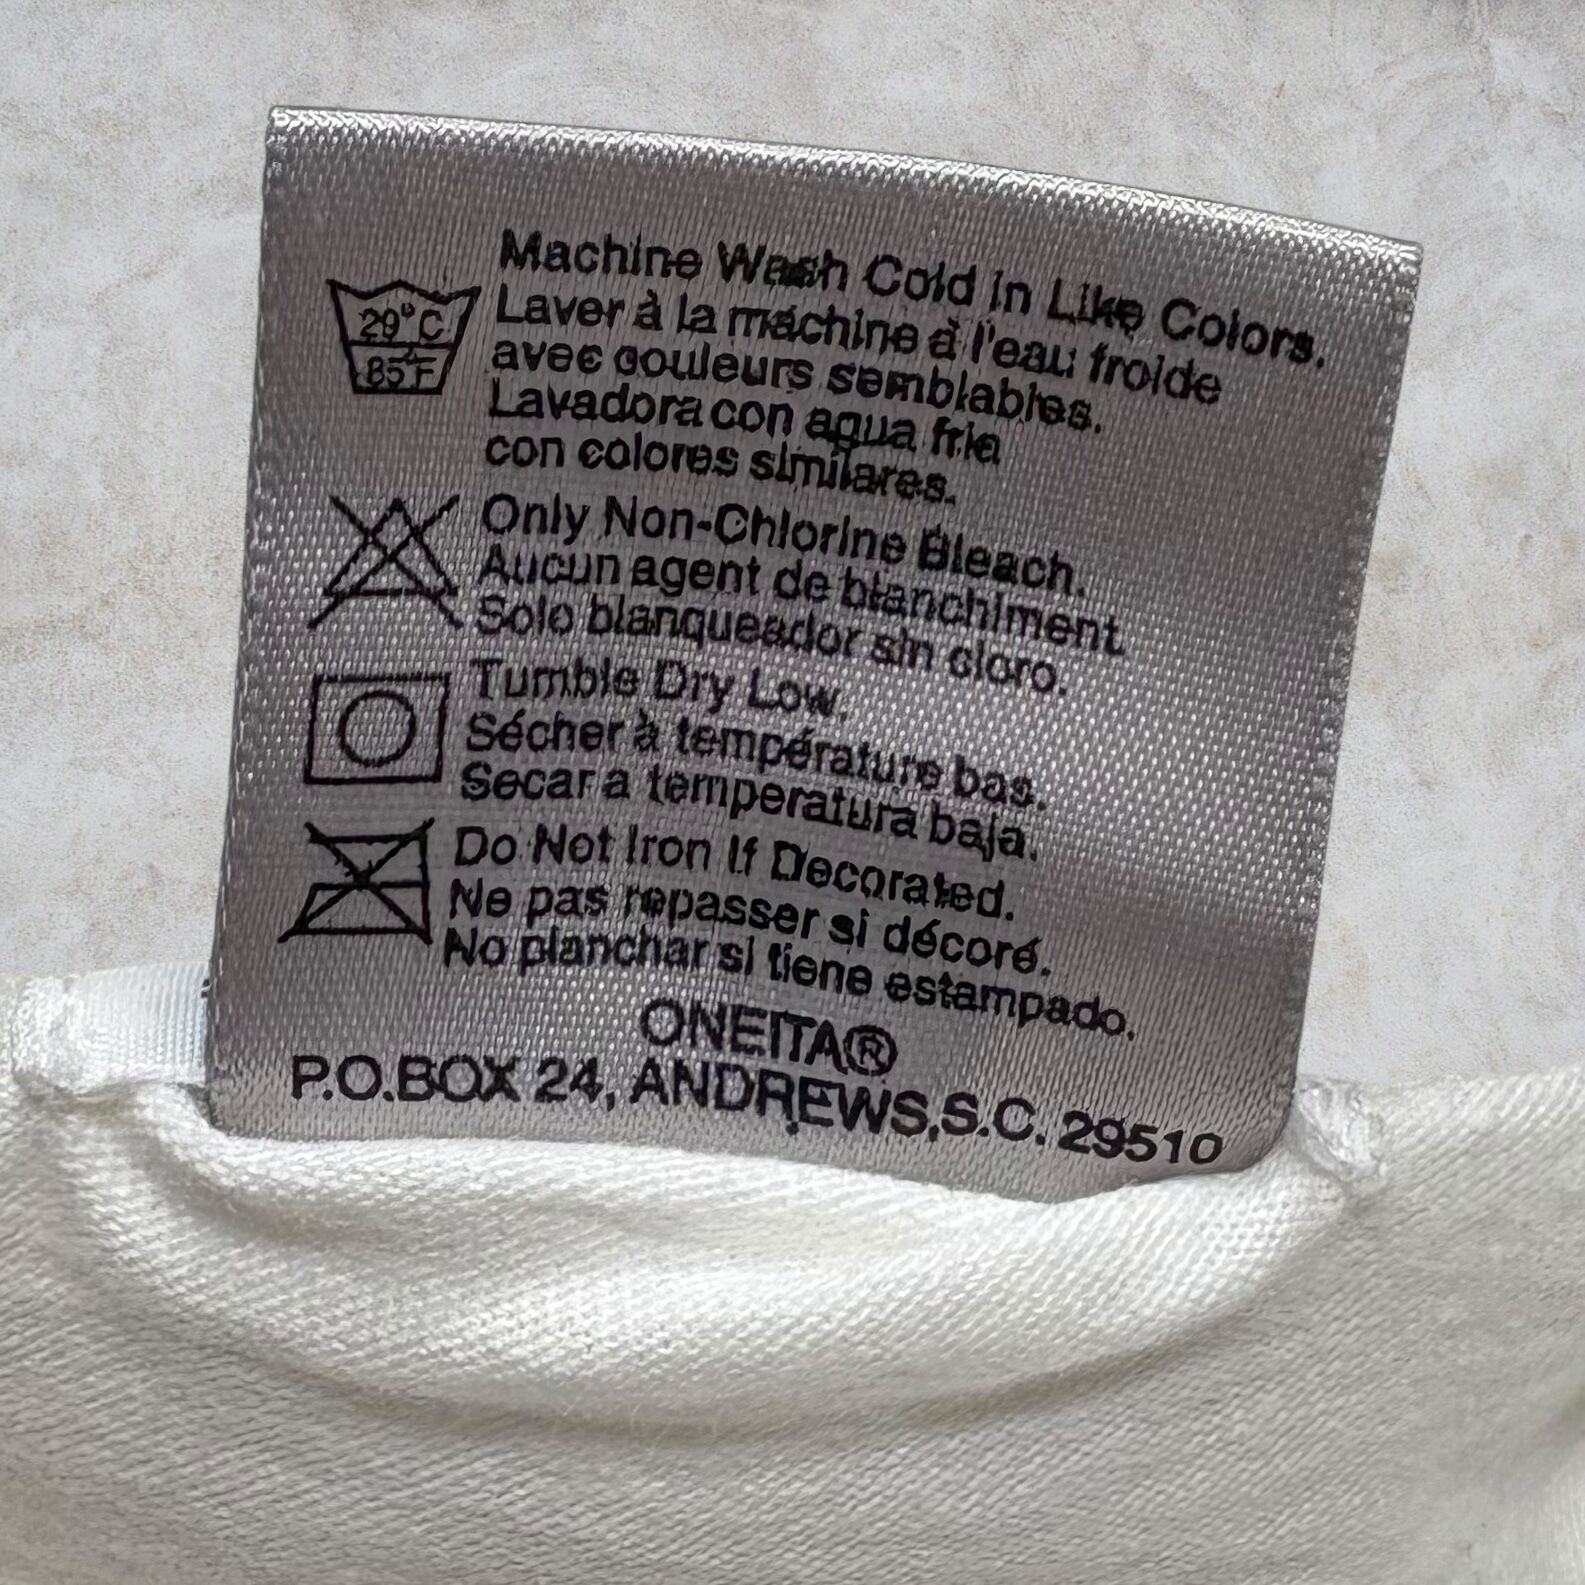 Machine Wash Cold in Like Colors.
29°C
85°F
Laver à la machine à l'eau froide
avec couleurs semblables.
Lavadora con agua fria
con colores similares.
Only Non-Chlorine Bleach.
Aucun agent de blanchiment
Solo blanqueador sin cloro.
Tumble Dry Low.
Sécher à température bas.
Secar a temperatura baja.
Do Not Iron If Decorated.
Ne pas repasser si décoré.
No planchar si tiene estampado.
ONEITA®
P.O.BOX 24, ANDREWS,S.C. 29510